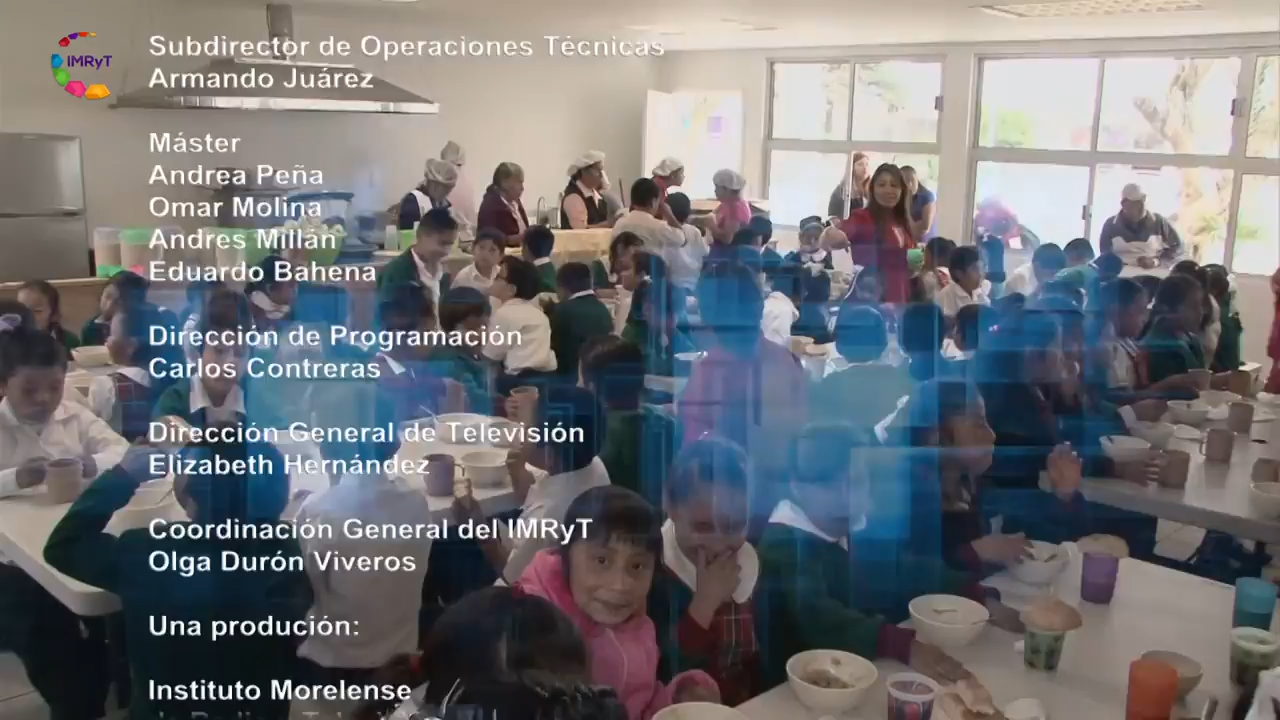 IMRyT
Subdirector de Operaciones Técnicas
Armando Juárez
Máster
Andrea Peña
Omar Molina
Andres Millán
Eduardo Bahena
Dirección de Programación
Carlos Contreras
Dirección General de Televisión
Elizabeth Hernández
Coordinación General del IMRyT
Olga Durón Viveros
Una produción:
Instituto Morelense